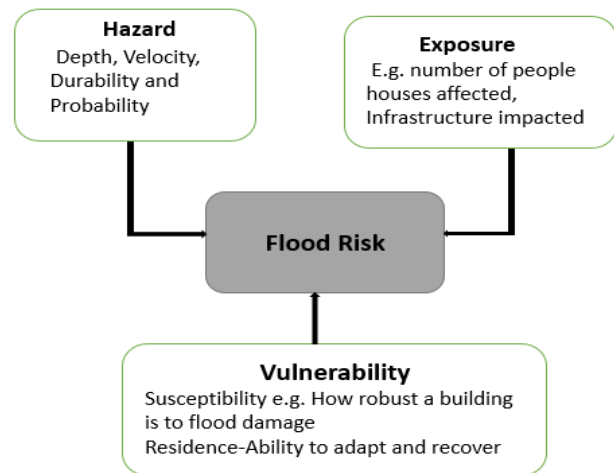 Hazard
Depth, Velocity,
Durability and
Probability
Exposure
E.g. number of people
houses affected,
Infrastructure impacted
Flood Risk
Vulnerability
Susceptibility e.g. How robust a building
is to flood damage
Residence-Ability to adapt and recover